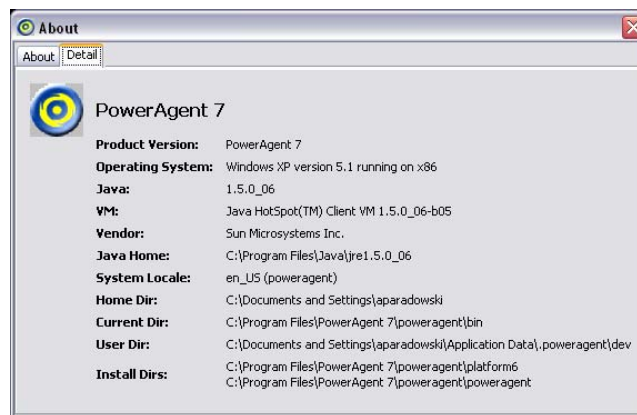 About
About Detail
PowerAgent 7
Product Version: PowerAgent 7
Operating System: Windows XP version 5.1 running on x86
Java: 1.5.0_06
VM: Java HotSpot(TM) Client VM 1.5.0_06-b05
Vendor: Sun Microsystems Inc.
Java Home: C:\Program Files\Java\jre1.5.0_06
System Locale: en_US (poweragent)
Home Dir: C:\Documents and Settings\aparadowski
Current Dir: C:\Program Files\PowerAgent 7\poweragent\bin
User Dir: C:\Documents and Settings\aparadowski\Application Data\.poweragent\dev
Install Dirs: C:\Program Files\PowerAgent 7\poweragent\platform6
C:\Program Files\PowerAgent 7\poweragent\poweragent